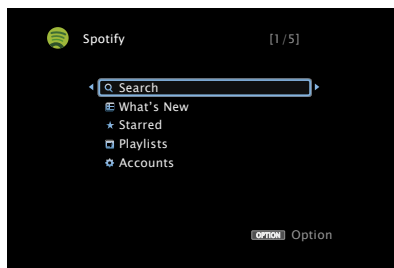 Spotify [1/5]
Search
What's New
Starred
Playlists
Accounts
OPTION Option